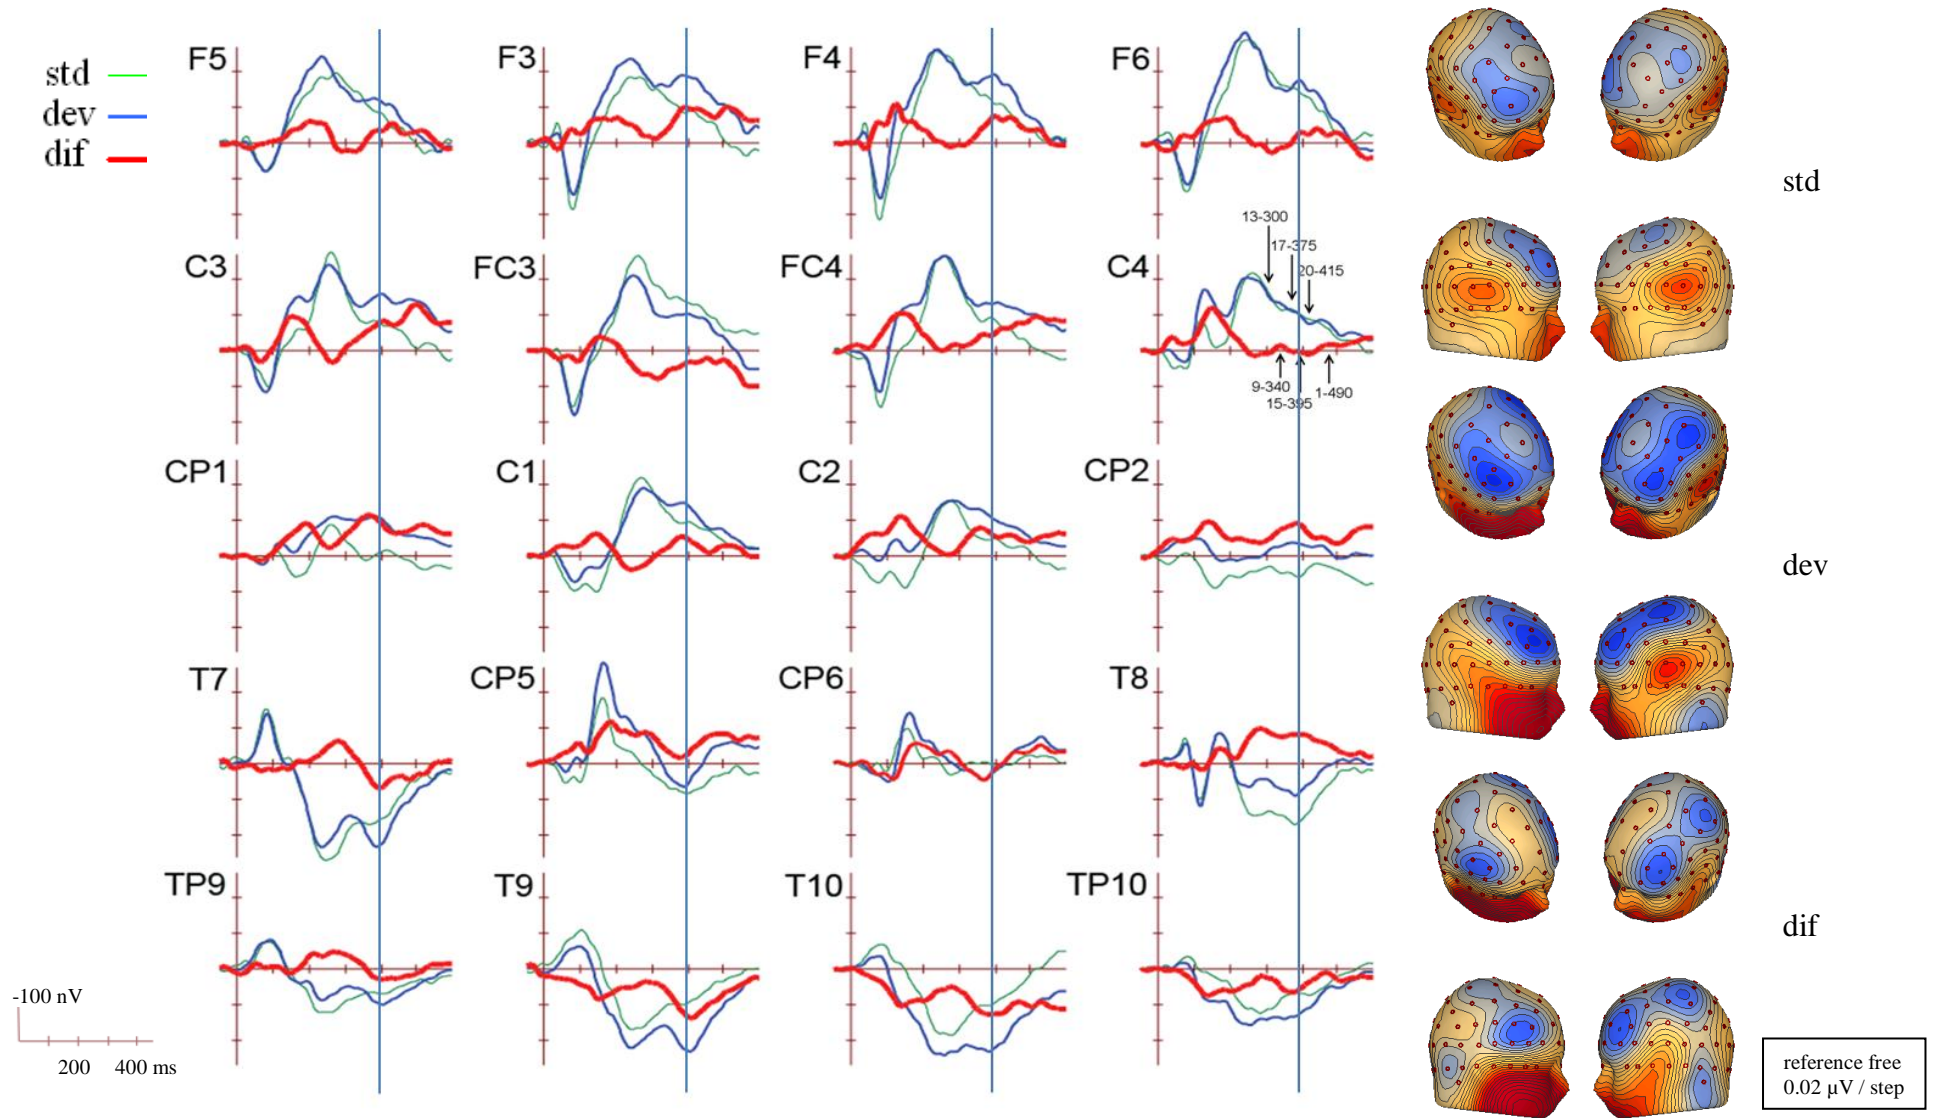 std
dev
dif
F5
F3
F4
F6
C3
FC3
FC4
C4
13-300
17-375
20-415
9-340
15-395
1-490
CP1
C1
C2
CP2
T7
CP5
CP6
T8
TP9
T9
T10
TP10
-100 nV
200 400 ms
std
dev
dif
reference free
0.02 µV / step